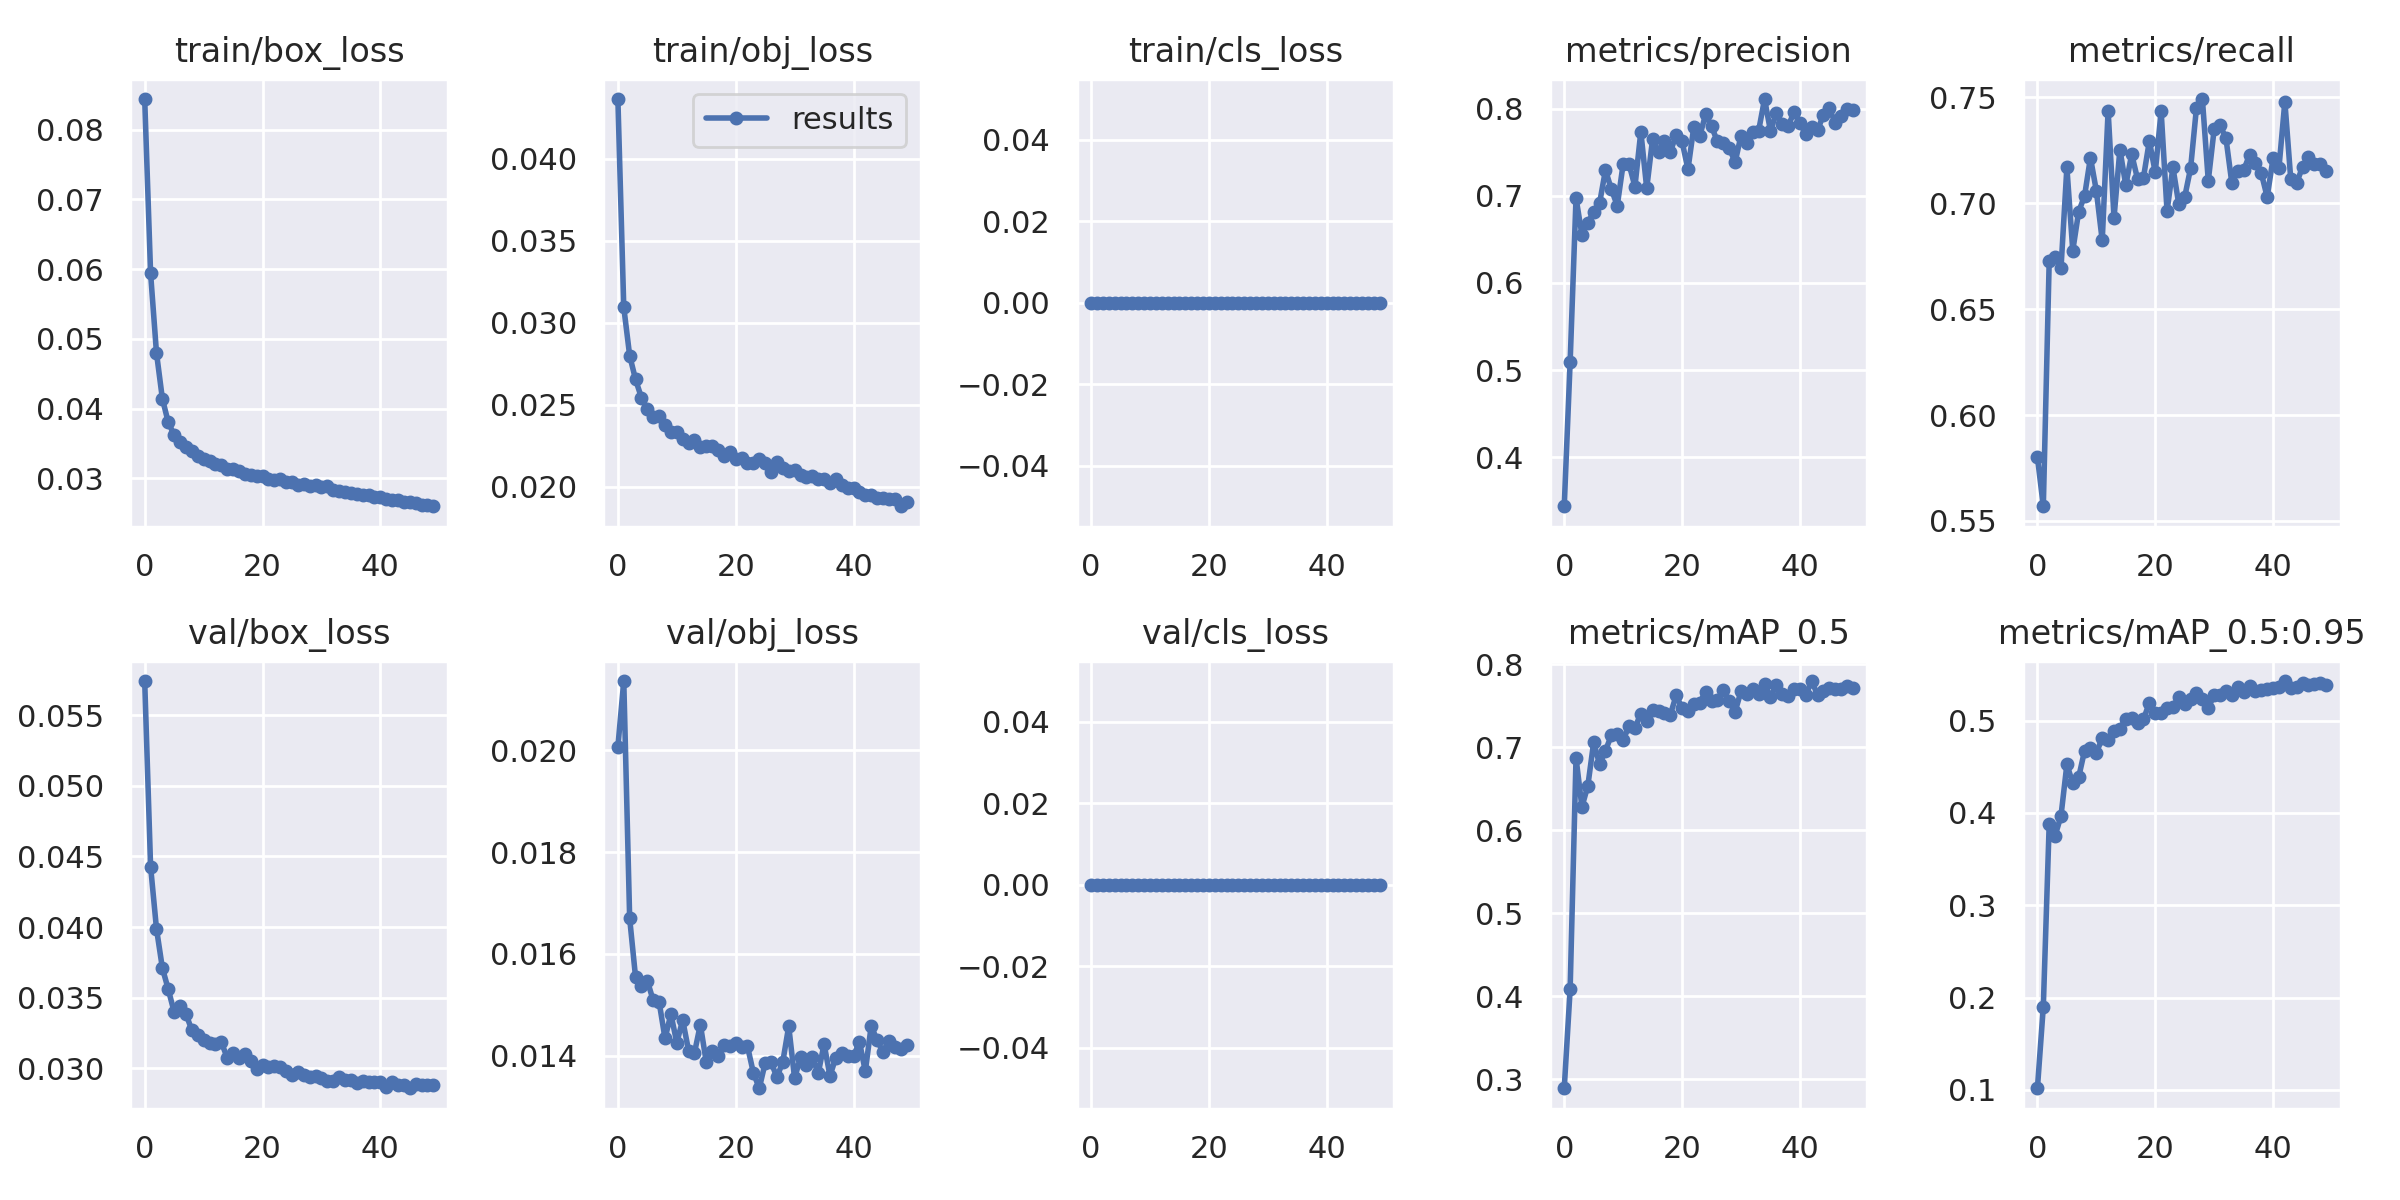 train/box_loss
0.08
0.07
0.06
0.05
0.04
0.03
0 20 40
train/obj_loss
results
0.040
0.035
0.030
0.025
0.020
0 20 40
train/cls_loss
0.04
0.02
0.00
−0.02
−0.04
0 20 40
metrics/precision
0.8
0.7
0.6
0.5
0.4
0 20 40
metrics/recall
0.75
0.70
0.65
0.60
0.55
0 20 40
val/box_loss
0.055
0.050
0.045
0.040
0.035
0.030
0 20 40
val/obj_loss
0.020
0.018
0.016
0.014
0 20 40
val/cls_loss
0.04
0.02
0.00
−0.02
−0.04
0 20 40
metrics/mAP_0.5
0.8
0.7
0.6
0.5
0.4
0.3
0 20 40
metrics/mAP_0.5:0.95
0.5
0.4
0.3
0.2
0.1
0 20 40